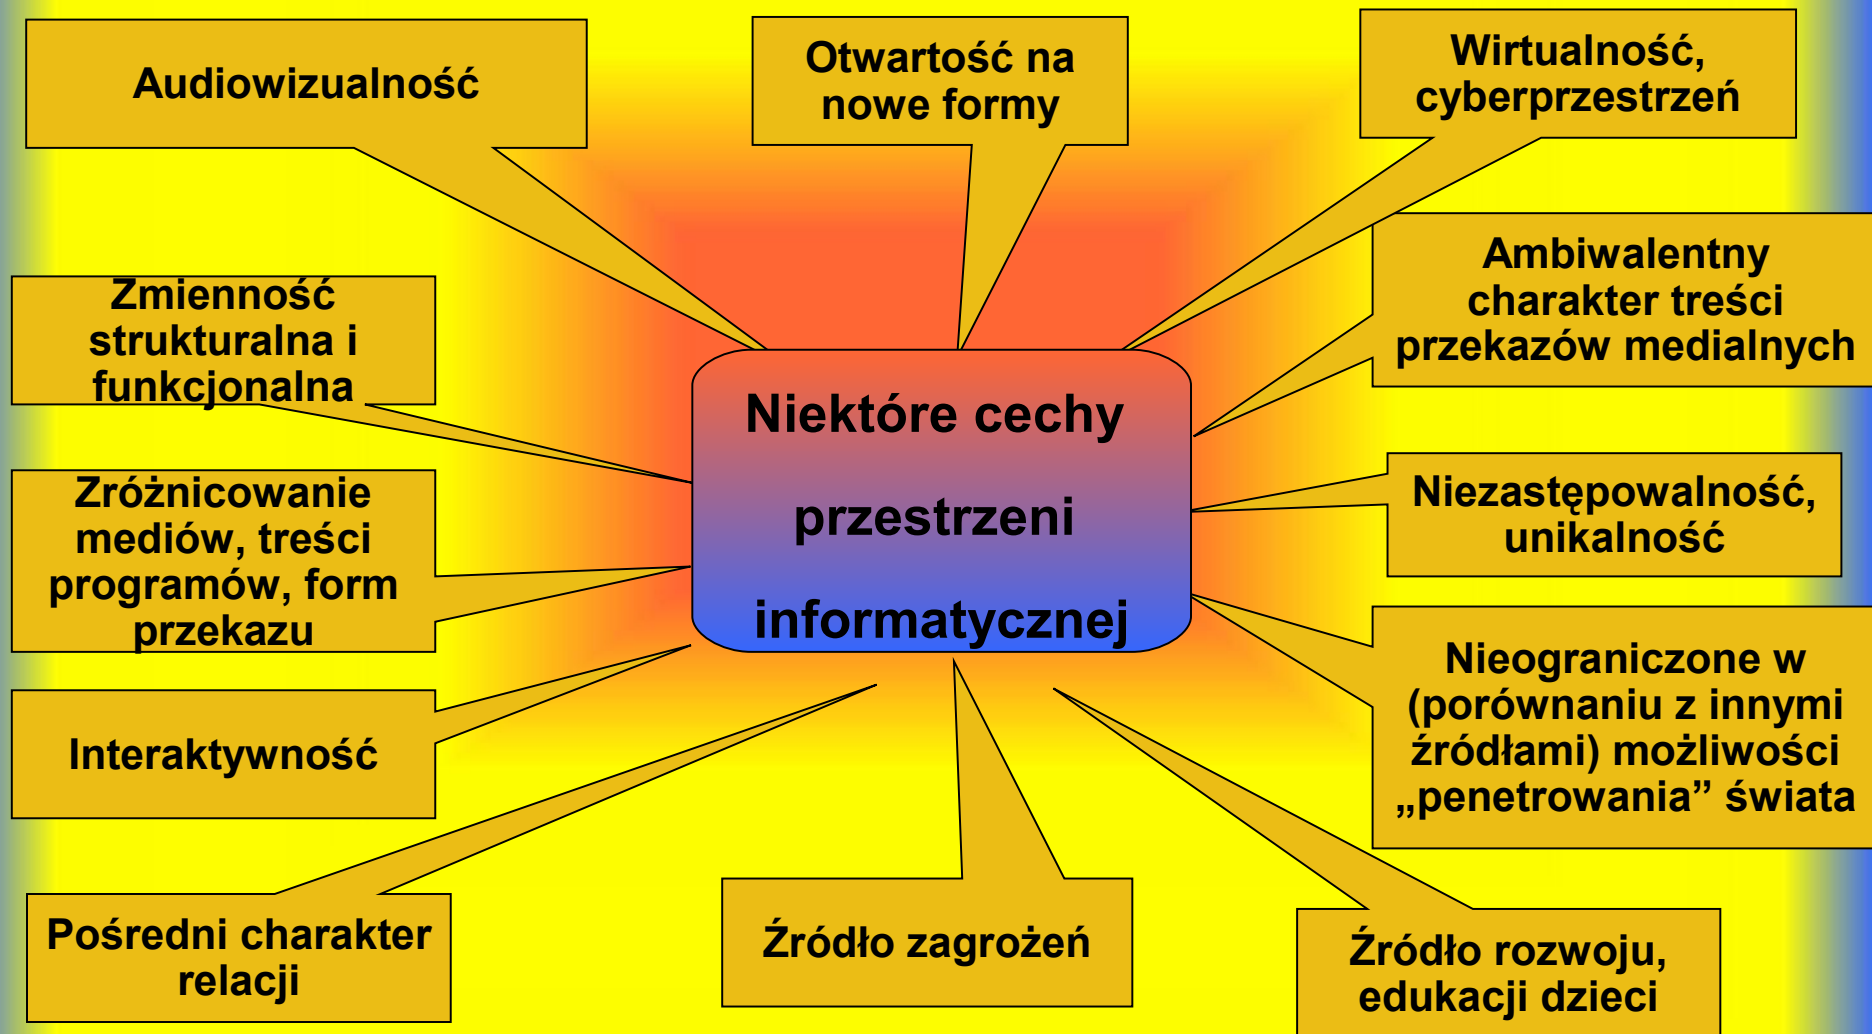 Audiowizualność
Otwartość na
nowe formy
Wirtualność,
cyberprzestrzeń
Zmienność
strukturalna i
funkcjonalna
Ambiwalentny
charakter treści
przekazów medialnych
Niektóre cechy
przestrzeni
informatycznej
Zróżnicowanie
mediów, treści
programów, form
przekazu
Niezastępowalność,
unikalność
Interaktywność
Nieograniczone w
(porównaniu z innymi
źródłami) możliwości
„penetrowania” świata
Pośredni charakter
relacji
Źródło zagrożeń
Źródło rozwoju,
edukacji dzieci